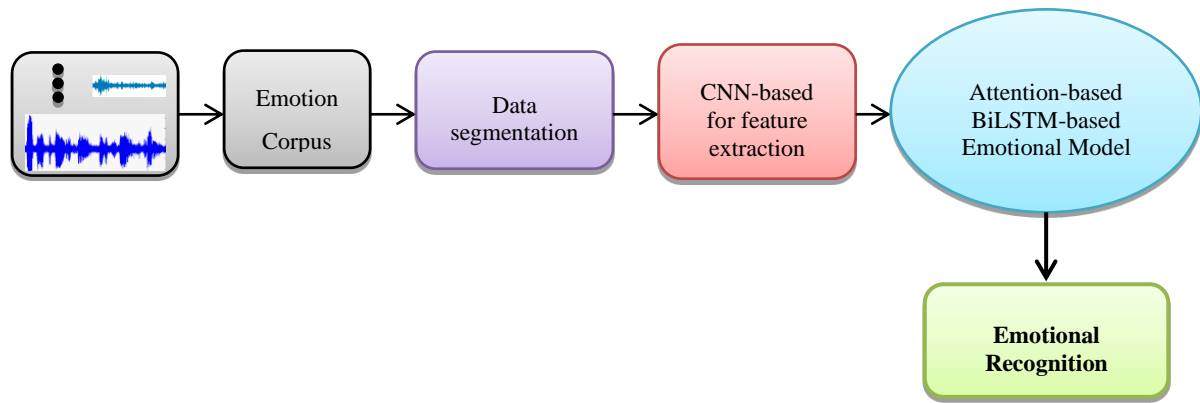 Emotion
Corpus
Data
segmentation
CNN-based
for feature
extraction
Attention-based
BiLSTM-based
Emotional Model
Emotional
Recognition